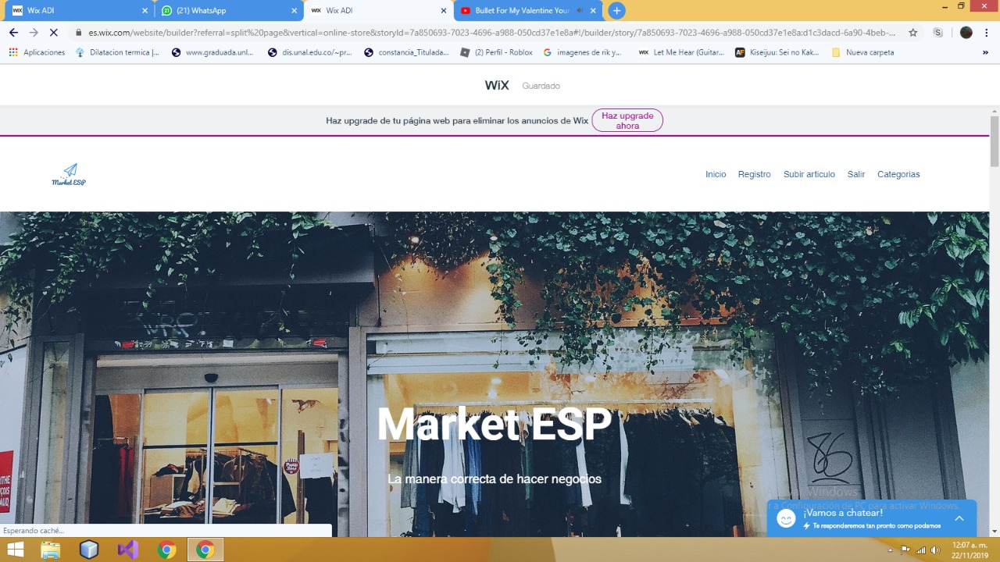 WiX Wix ADI
(21) WhatsApp
WiX Wix ADI
Bullet For My Valentine Your
es.wix.com/website/builder?referral=split%20page&vertical=online-store&storyId=7a850693-7023-4696-a988-050cd37e1e8a#!/builder/story/7a850693-7023-4696-a988-050cd37e1e8a:d1c3dacd-6a90-4beb-...
Aplicaciones
Dilatacion termica |...
www.graduada.unl...
dis.unal.edu.co/~pr...
constancia_Titulada...
(2) Perfil - Roblox
imagenes de rik y...
WiX Let Me Hear (Guitar...
AF Kiseijuu: Sei no Kak...
Nueva carpeta
»
WiX Guardado
Haz upgrade de tu página web para eliminar los anuncios de Wix
Haz upgrade
ahora
Market ESP
Inicio Registro Subir articulo Salir Categorias
Market ESP
La manera correcta de hacer negocios
Windows
r a Configuración de PC para activar Windows.
¡Vamos a chatear!
Te responderemos tan pronto como podamos
Esperando caché...
12:07 a. m.
22/11/2019